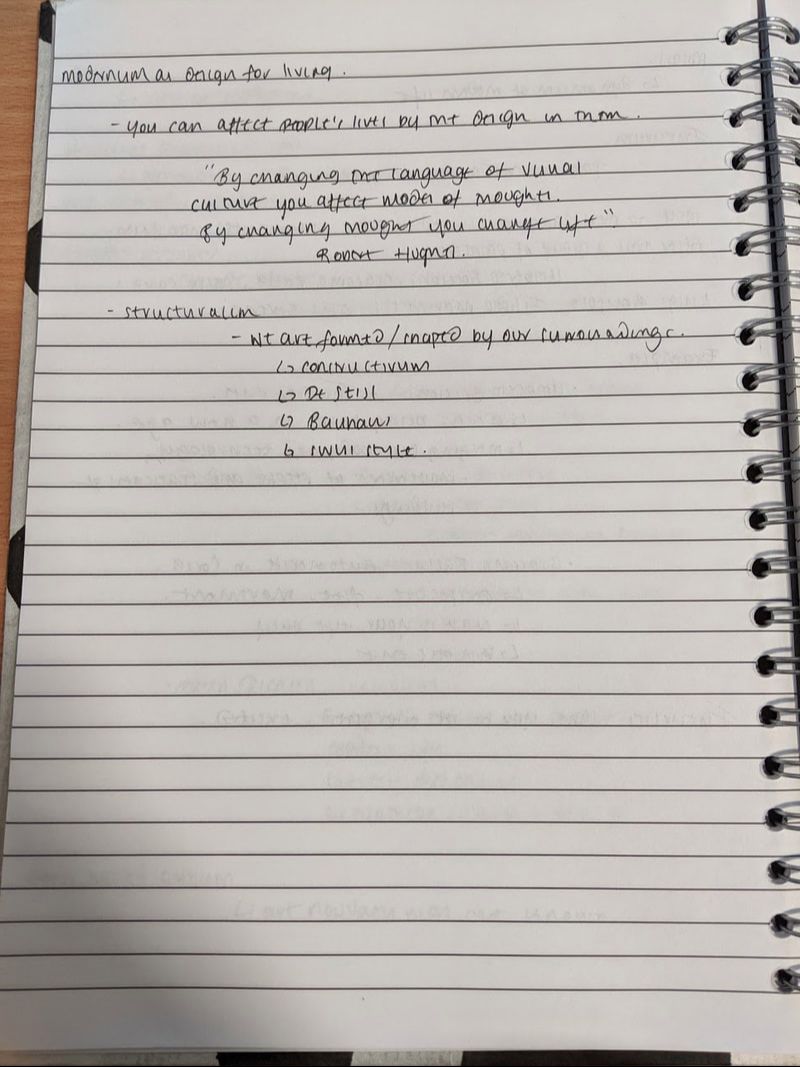 modernism as design for living.
- you can affect people's lives by the design in them.
"By changing the language of visual
culture you affect modes of thoughts.
By changing thought you change life"
Robert Hughes.
- structuralism
- we are formed/shaped by our surroundings.
↳ constructivism
↳ De Stijl
↳ Bauhaus
↳ swiss style.